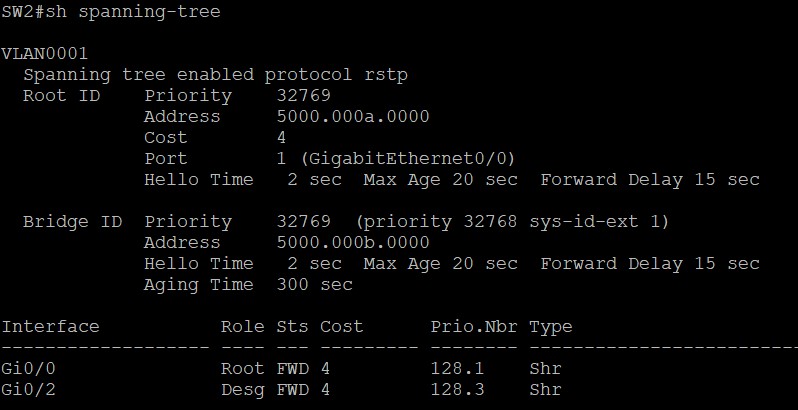 SW2#sh spanning-tree
VLAN0001
  Spanning tree enabled protocol rstp
  Root ID    Priority    32769
             Address     5000.000a.0000
             Cost        4
             Port        1 (GigabitEthernet0/0)
             Hello Time   2 sec  Max Age 20 sec  Forward Delay 15 sec
  Bridge ID  Priority    32769  (priority 32768 sys-id-ext 1)
             Address     5000.000b.0000
             Hello Time   2 sec  Max Age 20 sec  Forward Delay 15 sec
             Aging Time  300 sec
Interface           Role Sts Cost      Prio.Nbr Type
------------------- ---- --- --------- -------- -------------------------
Gi0/0               Root FWD 4         128.1    Shr
Gi0/2               Desg FWD 4         128.3    Shr